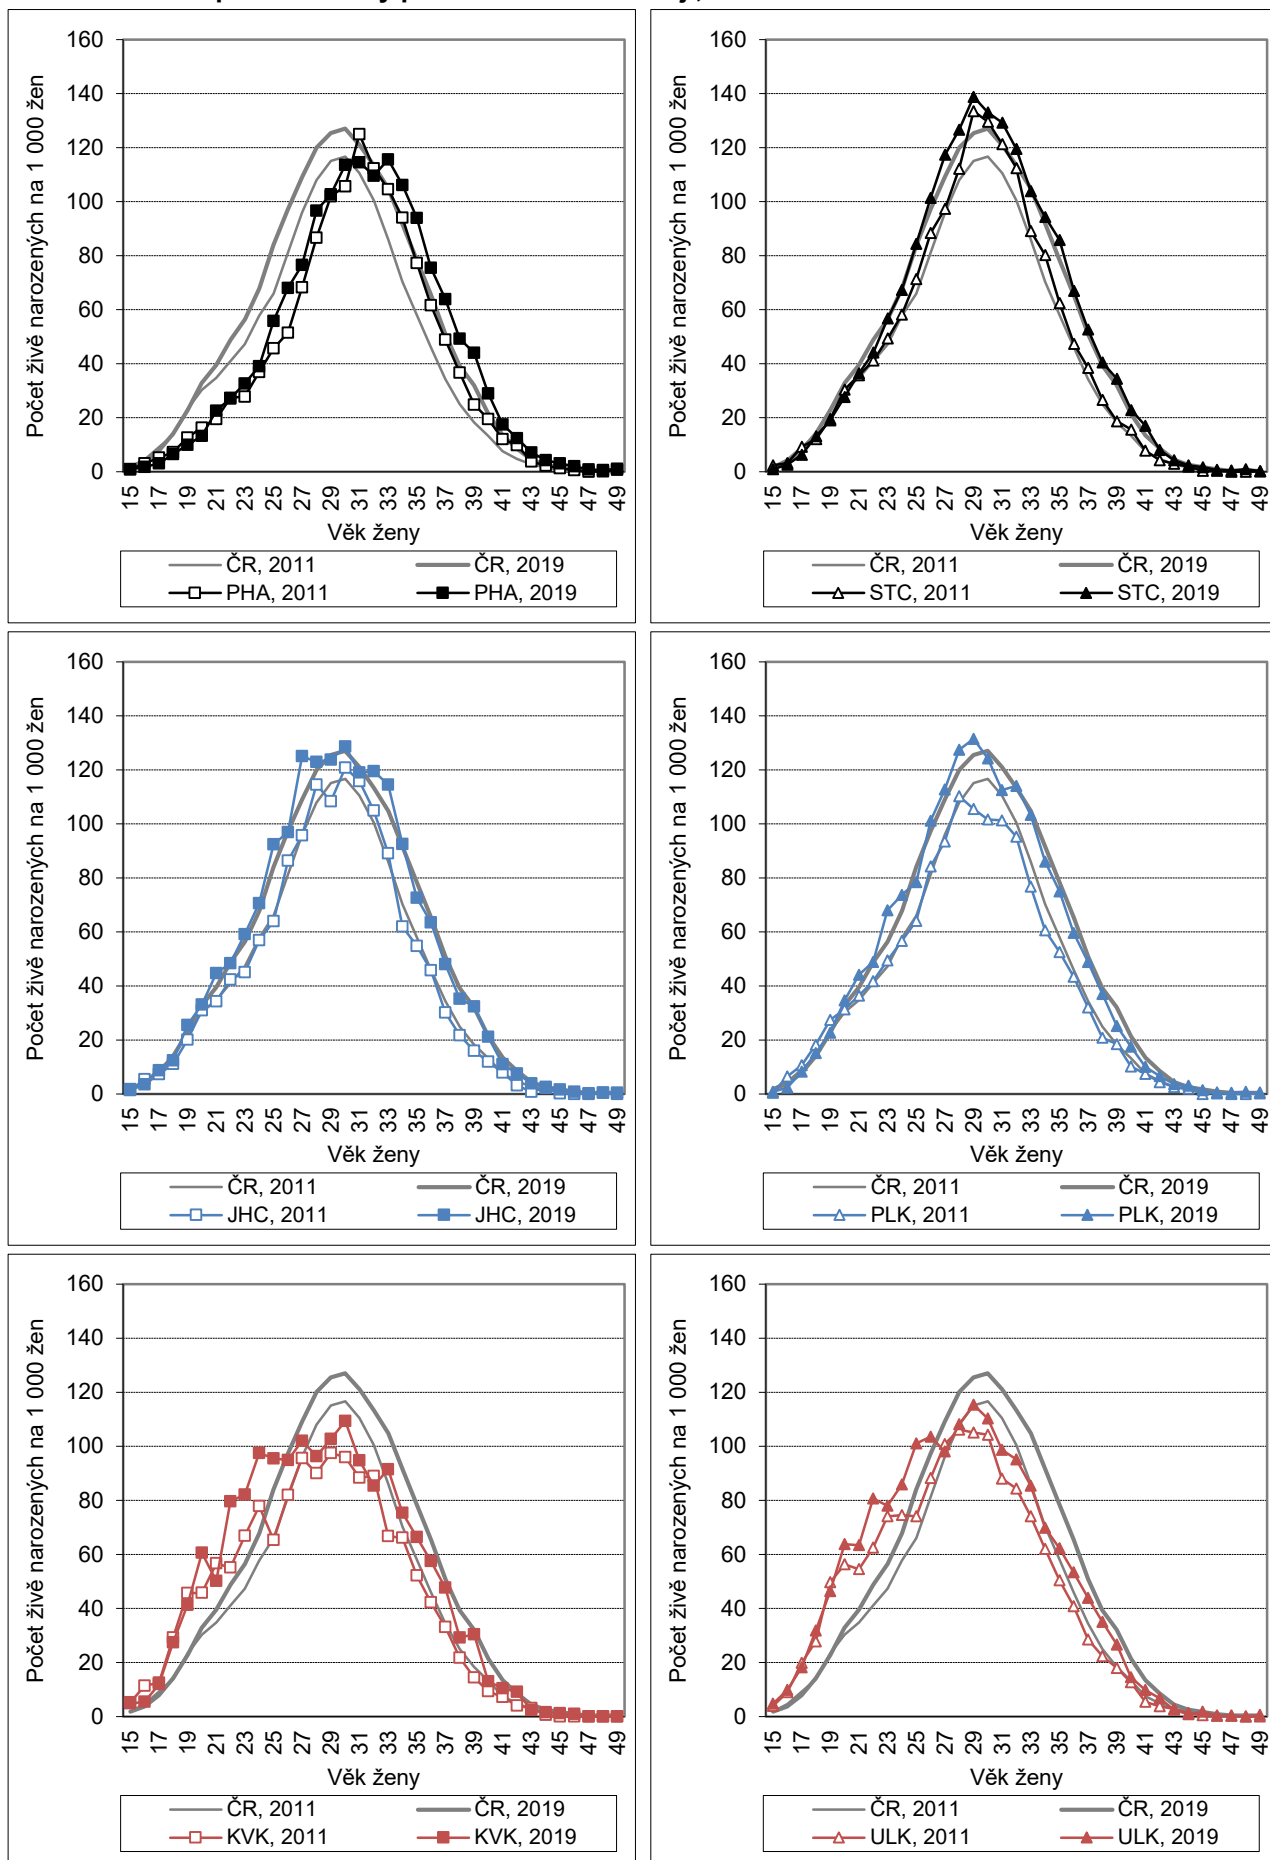 Počet živě narozených na 1 000 žen
160
140
120
100
80
60
40
20
0
15 17 19 21 23 25 27 29 31 33 35 37 39 41 43 45 47 49
Věk ženy
ČR, 2011 ČR, 2019
PHA, 2011 PHA, 2019
Počet živě narozených na 1 000 žen
160
140
120
100
80
60
40
20
0
15 17 19 21 23 25 27 29 31 33 35 37 39 41 43 45 47 49
Věk ženy
ČR, 2011 ČR, 2019
STC, 2011 STC, 2019
Počet živě narozených na 1 000 žen
160
140
120
100
80
60
40
20
0
15 17 19 21 23 25 27 29 31 33 35 37 39 41 43 45 47 49
Věk ženy
ČR, 2011 ČR, 2019
JHC, 2011 JHC, 2019
Počet živě narozených na 1 000 žen
160
140
120
100
80
60
40
20
0
15 17 19 21 23 25 27 29 31 33 35 37 39 41 43 45 47 49
Věk ženy
ČR, 2011 ČR, 2019
PLK, 2011 PLK, 2019
Počet živě narozených na 1 000 žen
160
140
120
100
80
60
40
20
0
15 17 19 21 23 25 27 29 31 33 35 37 39 41 43 45 47 49
Věk ženy
ČR, 2011 ČR, 2019
KVK, 2011 KVK, 2019
Počet živě narozených na 1 000 žen
160
140
120
100
80
60
40
20
0
15 17 19 21 23 25 27 29 31 33 35 37 39 41 43 45 47 49
Věk ženy
ČR, 2011 ČR, 2019
ULK, 2011 ULK, 2019